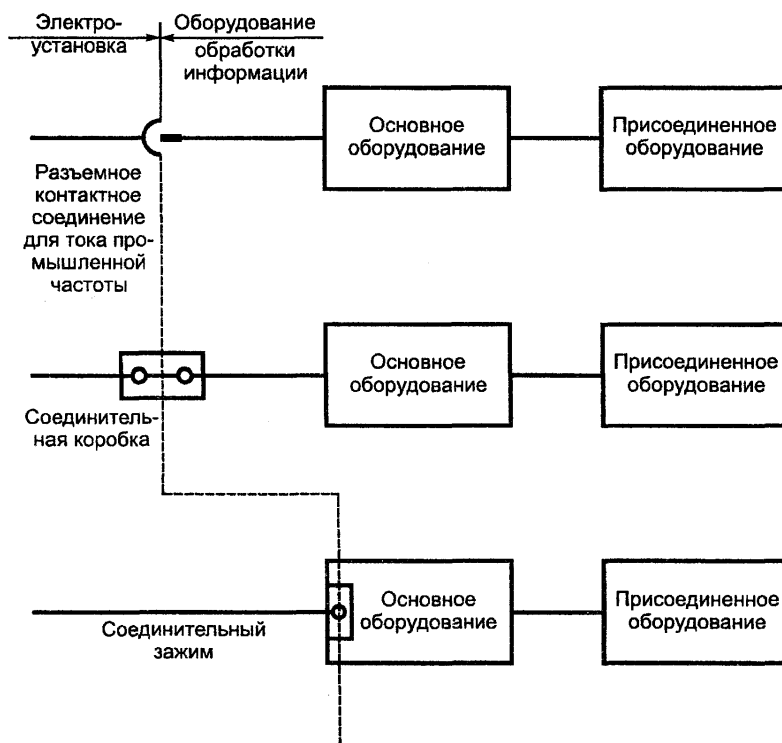 Электро-
установка
Оборудование
обработки
информации
Основное
оборудование
Присоединенное
оборудование
Разъемное
контактное
соединение
для тока про-
мышленной
частоты
Основное
оборудование
Присоединенное
оборудование
Соединитель-
ная коробка
Основное
оборудование
Присоединенное
оборудование
Соединительный
зажим